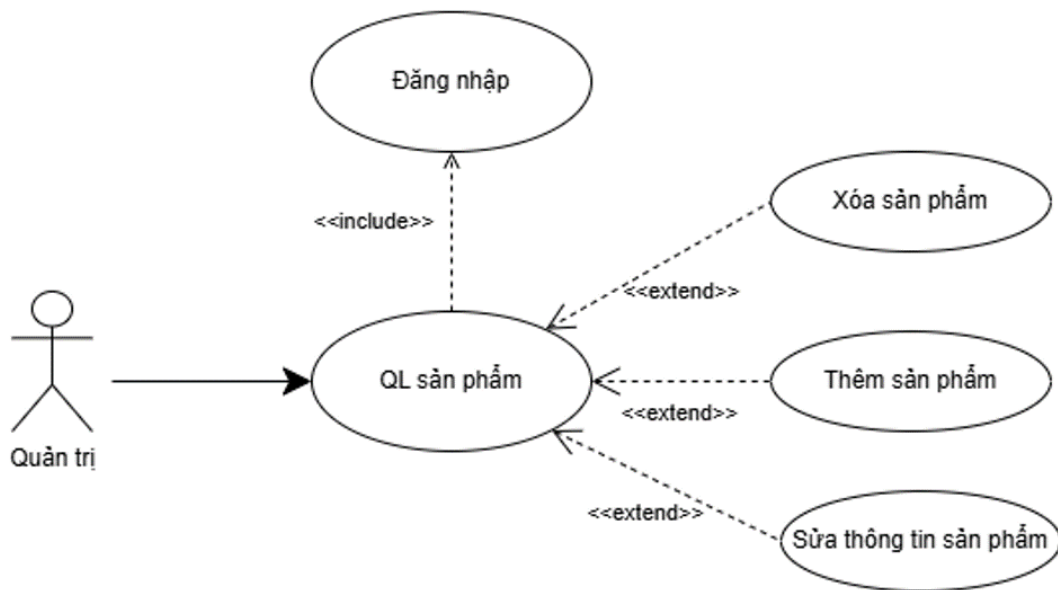 Đăng nhập
<<include>>
Xóa sản phẩm
<<extend>>
QL sản phẩm
Thêm sản phẩm
<<extend>>
Quản trị
<<extend>>
Sửa thông tin sản phẩm